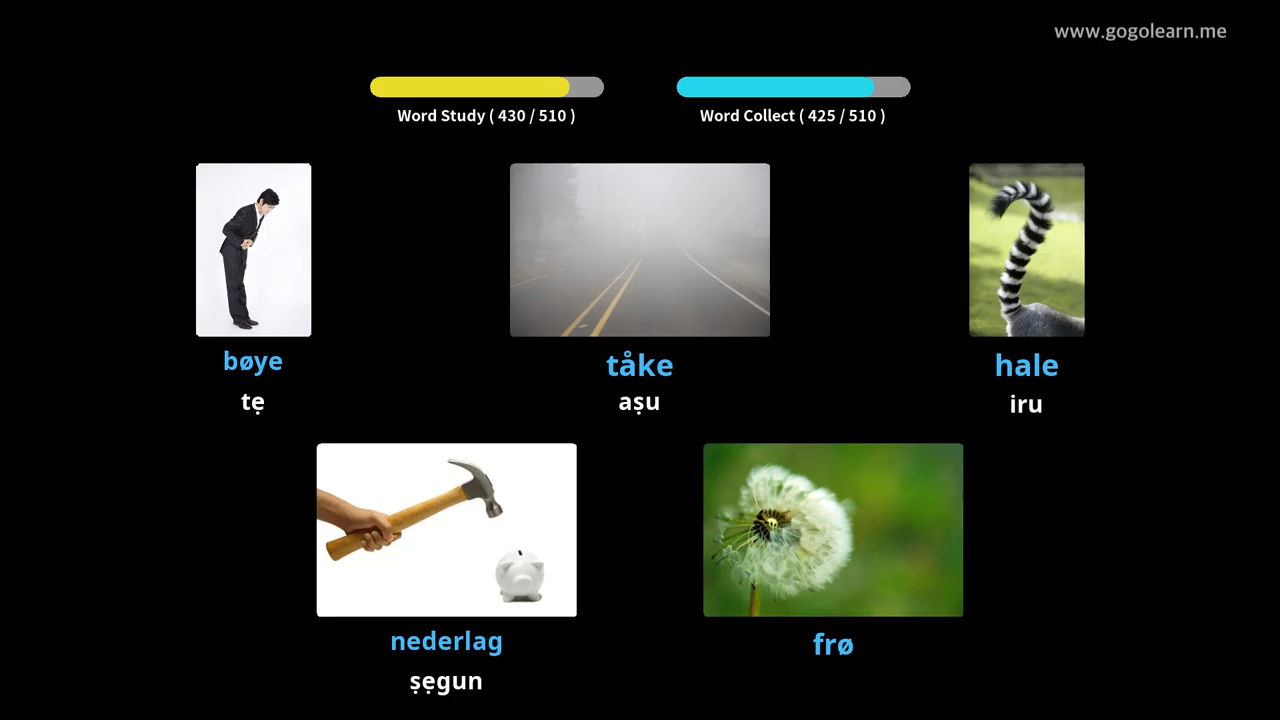 www.gogolearn.me
Word Study ( 430 / 510 )
Word Collect ( 425 / 510 )
bøye
tẹ
tåke
aṣu
hale
iru
nederlag
ṣẹgun
frø